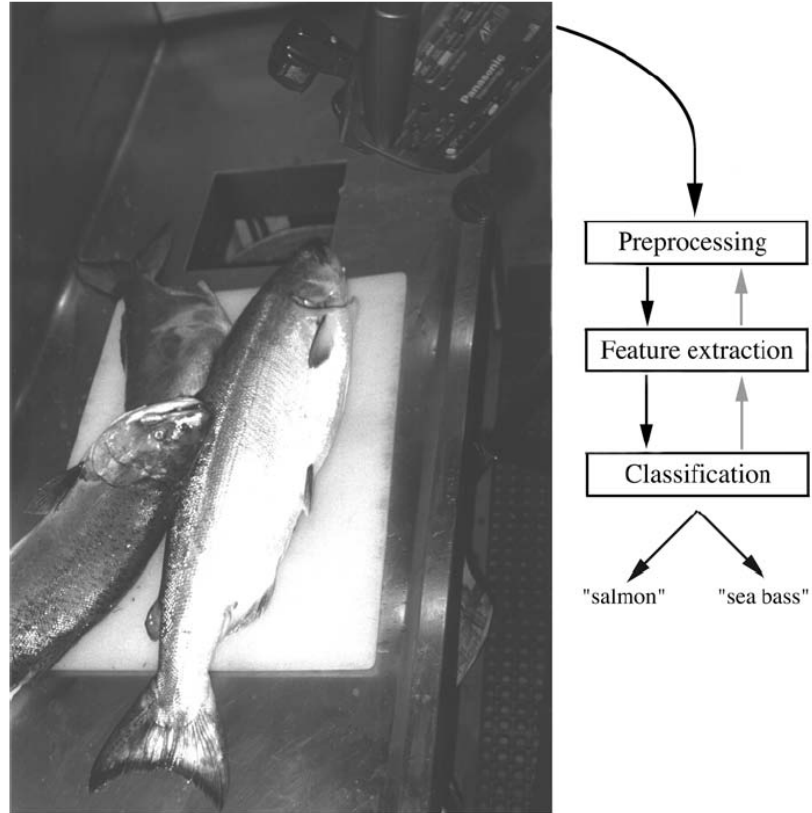 Panasonic
Preprocessing
Feature extraction
Classification
"salmon"
"sea bass"